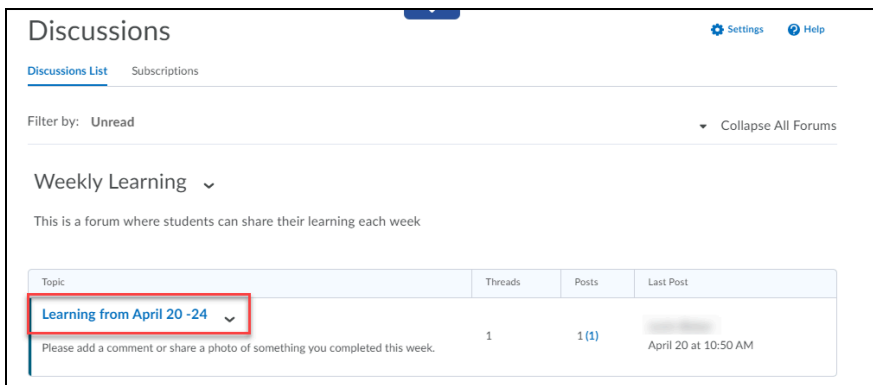 Discussions
Settings Help
Discussions List Subscriptions
Filter by: Unread
Collapse All Forums
Weekly Learning
This is a forum where students can share their learning each week
Topic Threads Posts Last Post
Learning from April 20 -24
Please add a comment or share a photo of something you completed this week.
1 1 (1)
April 20 at 10:50 AM